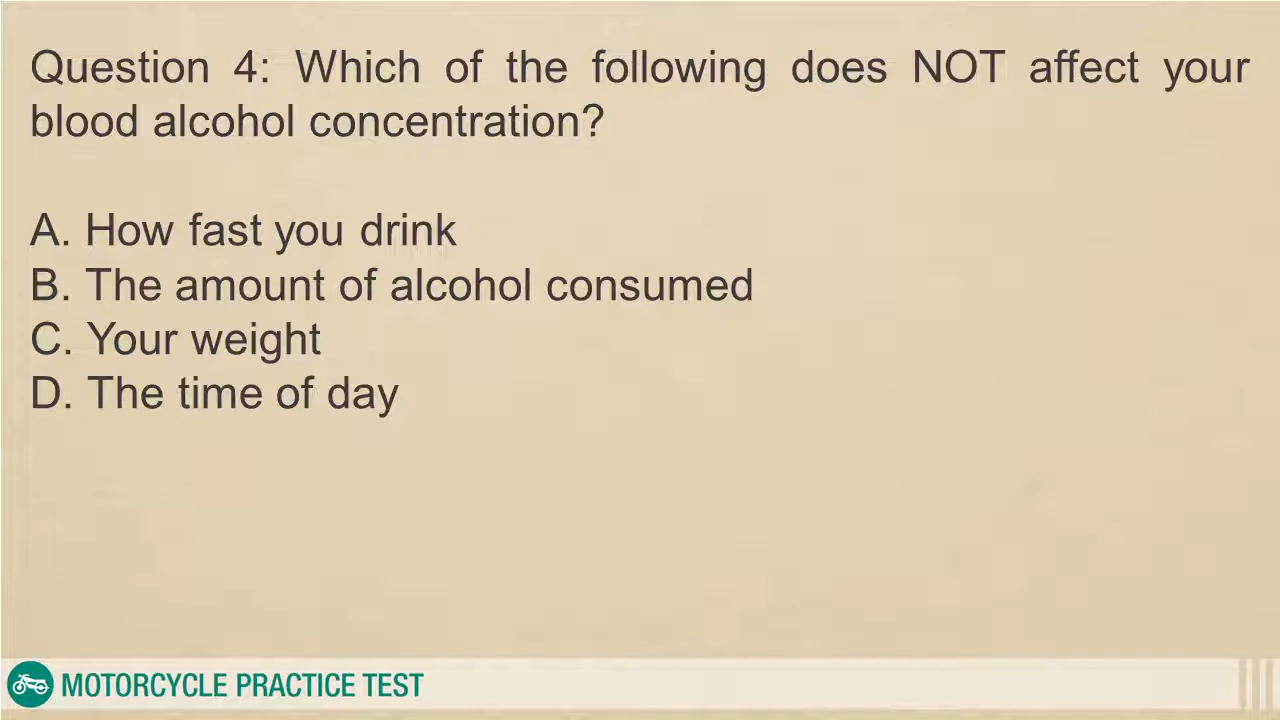 Question 4: Which of the following does NOT affect your
blood alcohol concentration?
A. How fast you drink
B. The amount of alcohol consumed
C. Your weight
D. The time of day
MOTORCYCLE PRACTICE TEST